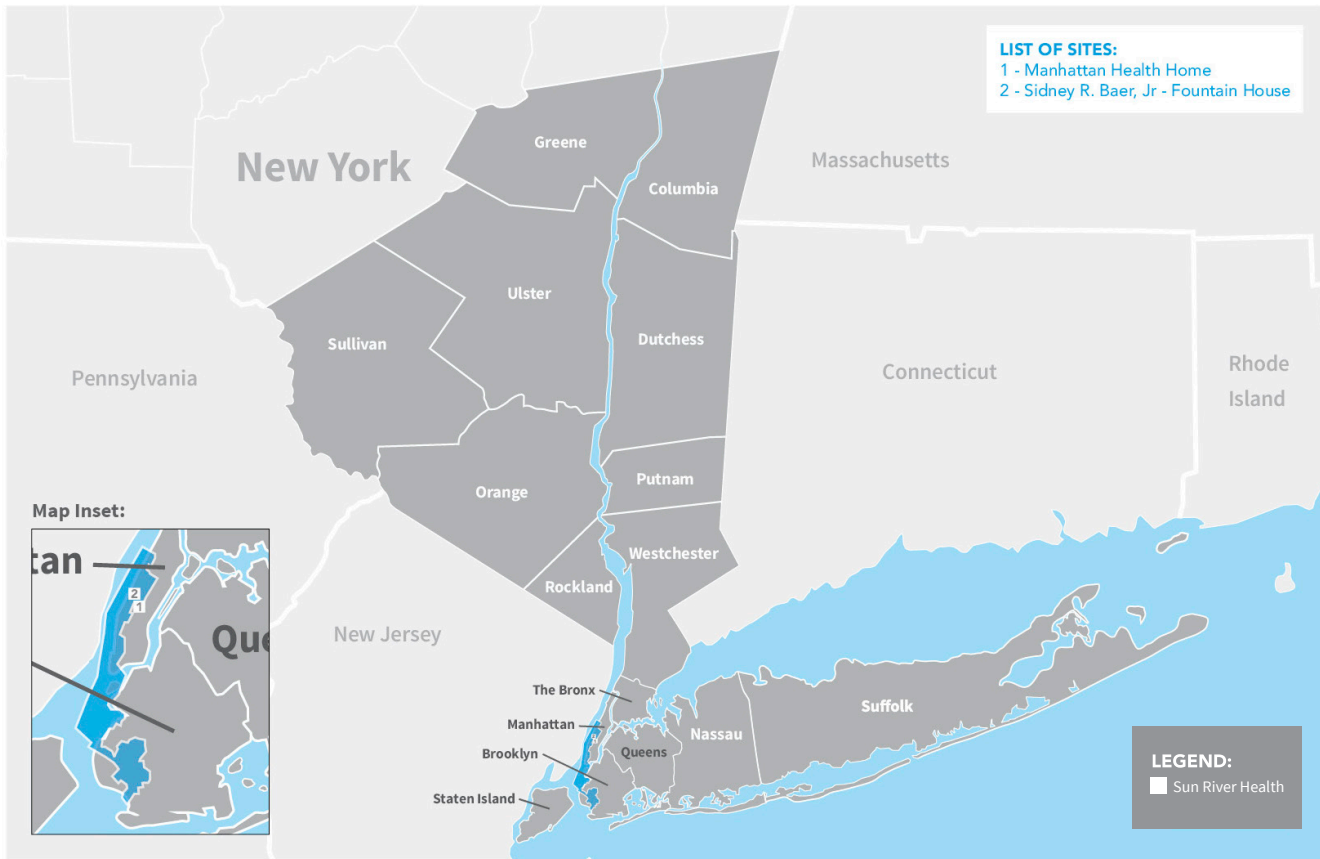 LIST OF SITES:
1 - Manhattan Health Home
2 - Sidney R. Baer, Jr - Fountain House
New York
Greene
Massachusetts
Columbia
Ulster
Sullivan
Dutchess
Pennsylvania
Connecticut
Rhode
Island
Putnam
Orange
Map Inset:
Westchester
Rockland
New Jersey
tan
2
1
Que
The Bronx
Manhattan
Suffolk
Nassau
Brooklyn
Queens
Staten Island
LEGEND:
Sun River Health